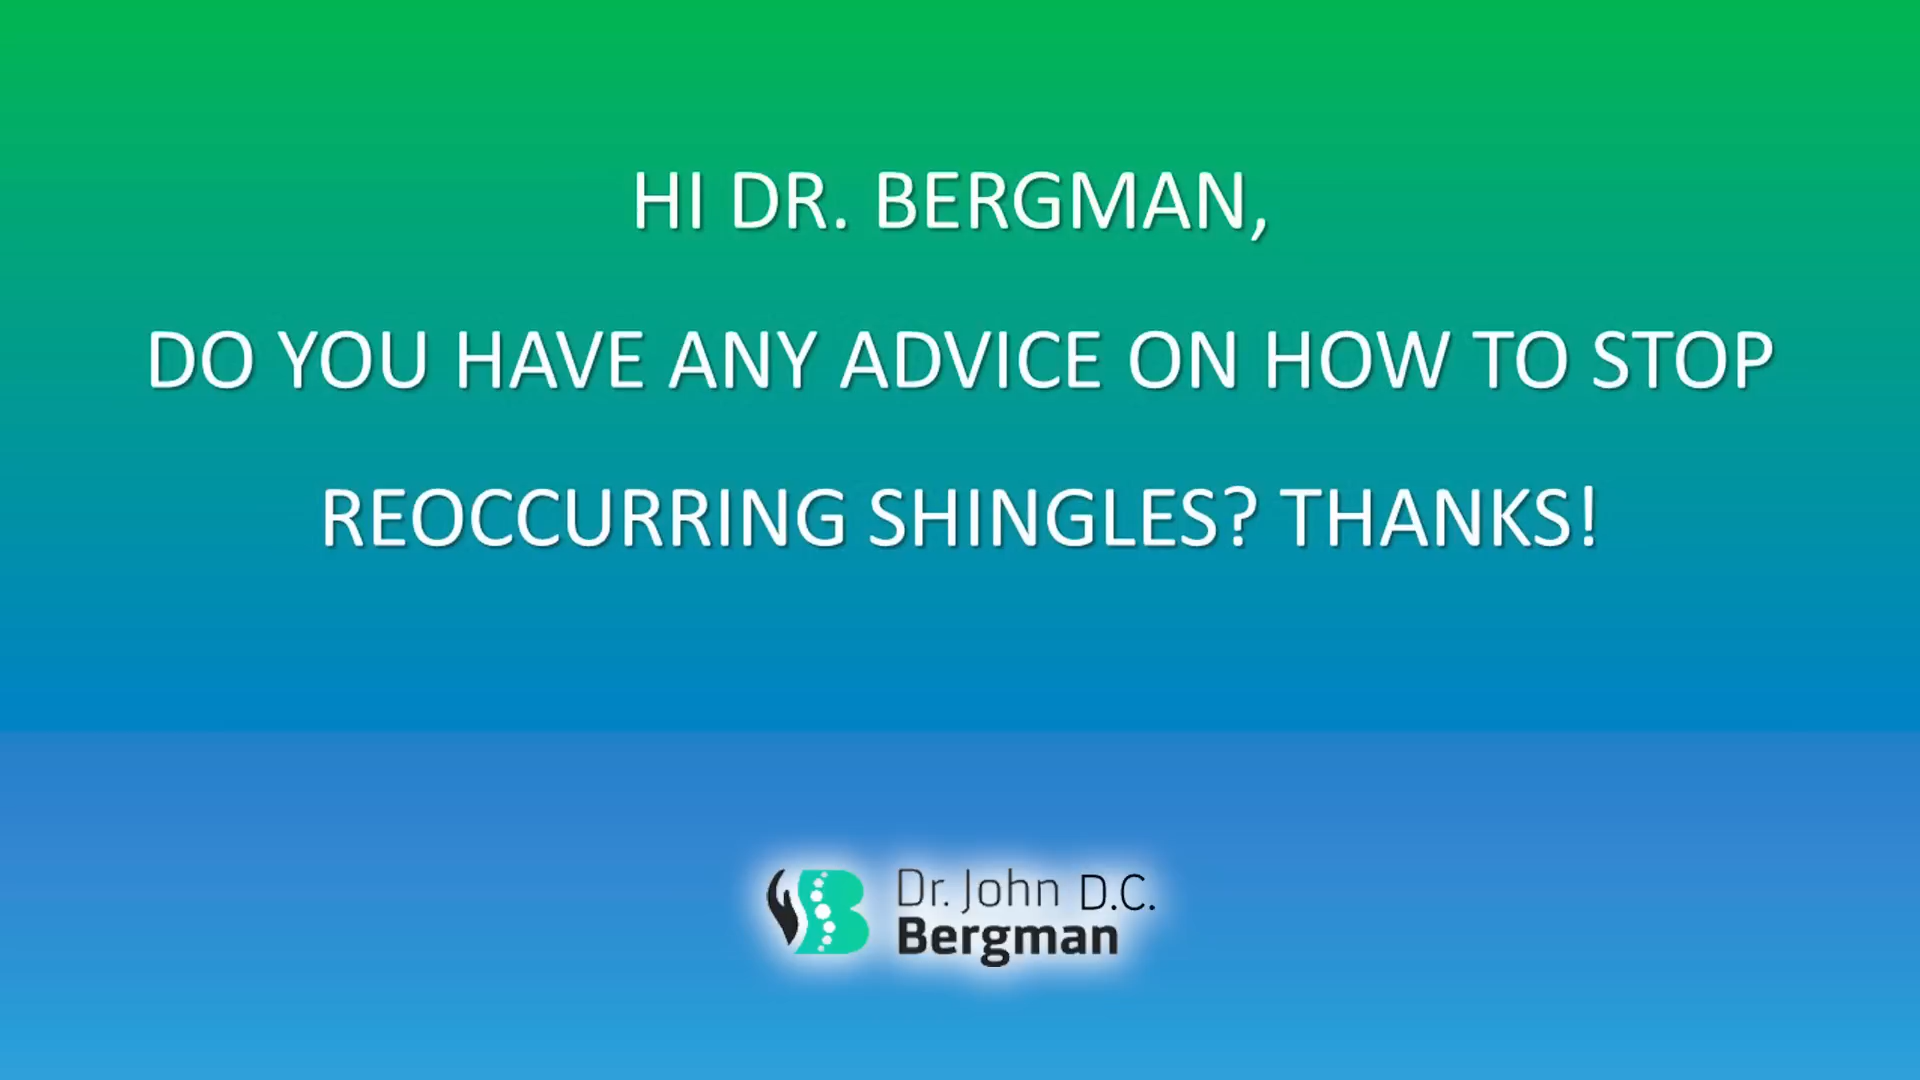 HI DR. BERGMAN,
DO YOU HAVE ANY ADVICE ON HOW TO STOP
REOCCURRING SHINGLES? THANKS!
Dr. John D.C.
Bergman